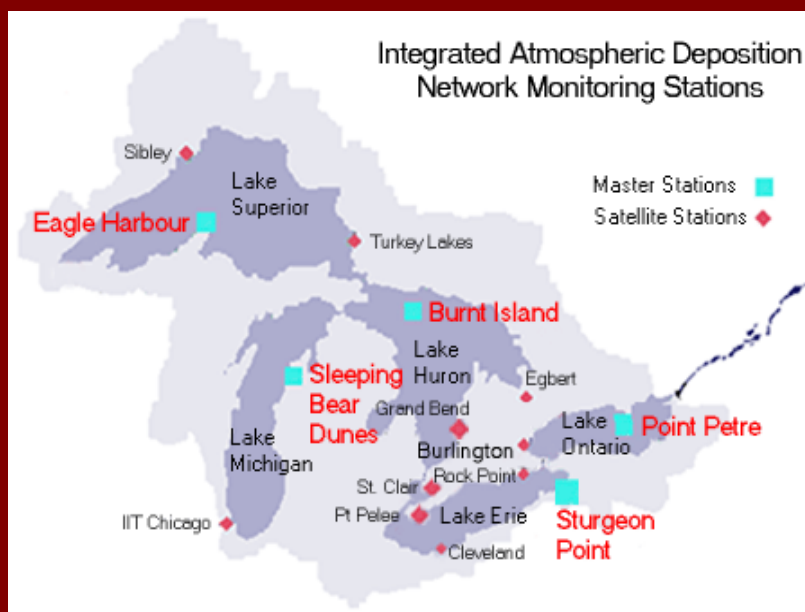 Integrated Atmospheric Deposition
Network Monitoring Stations
Sibley
Lake
Superior
Master Stations
Satellite Stations
Eagle Harbour
Turkey Lakes
Burnt Island
Lake
Huron
Sleeping
Bear
Dunes
Egbert
Grand Bend
Lake
Ontario
Point Petre
Lake
Michigan
Burlington
Rock Point
St. Clair
Pt Pelee
Lake Erie
IIT Chicago
Sturgeon
Point
Cleveland